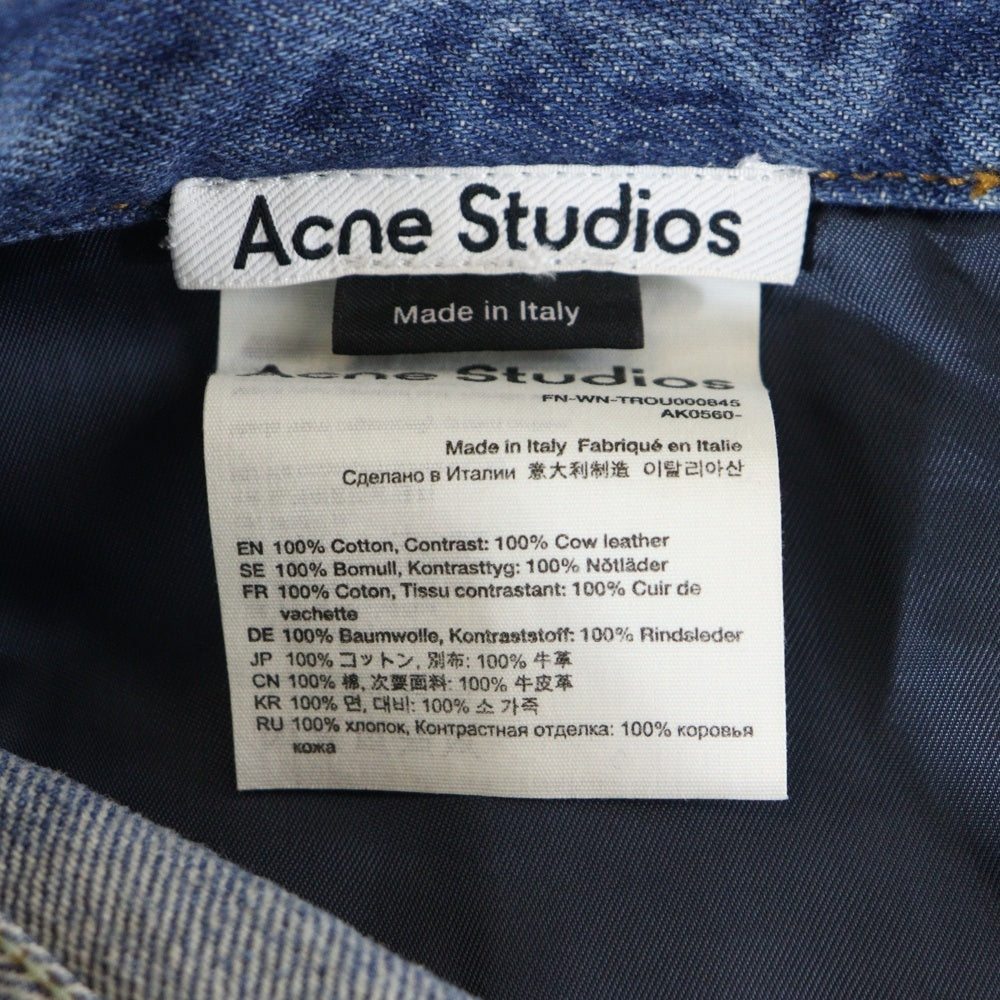 Acne Studios
Made in Italy
Acne Studios
FN-WN-TROU000845
AK0560-
Made in Italy Fabriqué en Italie
Сделано в Италии 意大利制造 이탈리아산
EN 100% Cotton, Contrast: 100% Cow leather
SE 100% Bomull, Kontrasttyg: 100% Nötläder
FR 100% Coton, Tissu contrastant: 100% Cuir de
vachette
DE 100% Baumwolle, Kontraststoff: 100% Rindsleder
JP 100% コットン, 別布: 100% 牛革
CN 100% 棉, 次要面料: 100% 牛皮革
KR 100% 면, 대비: 100% 소 가죽
RU 100% хлопок, Контрастная отделка: 100% коровья
кожа